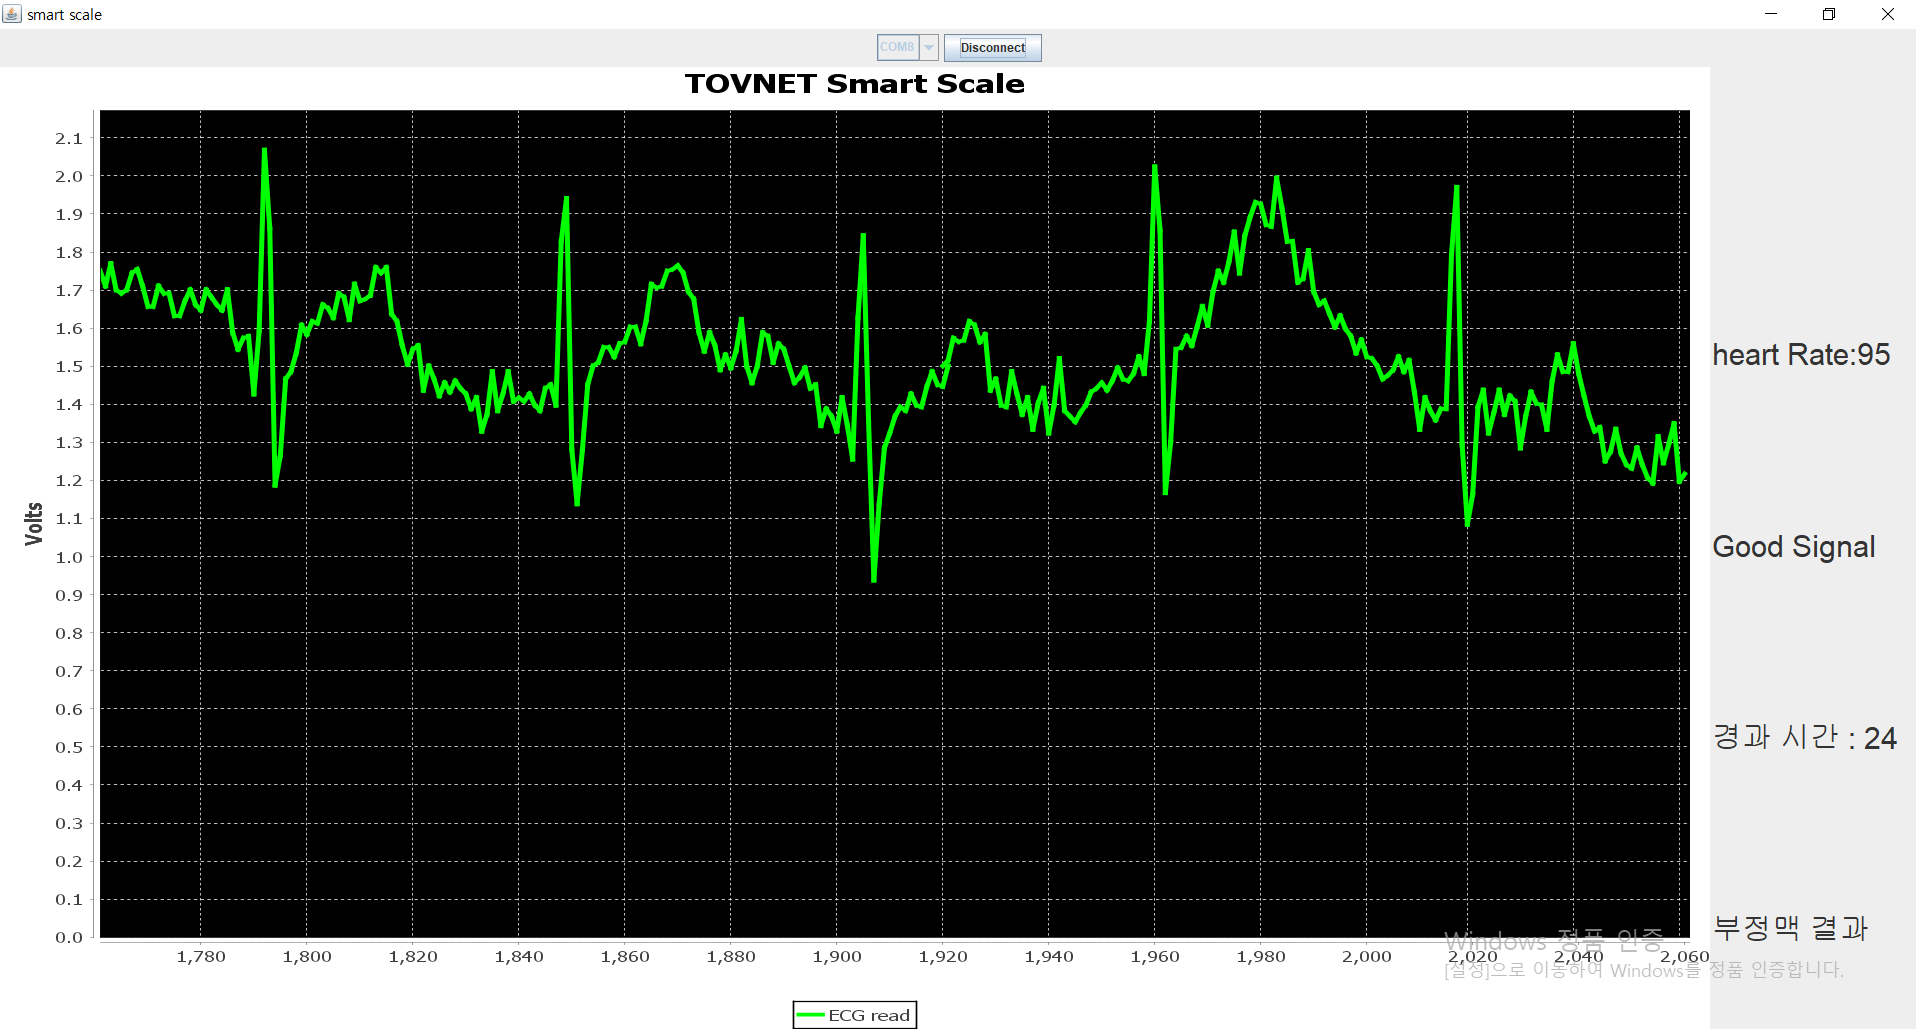 smart scale
COM8
Disconnect
TOVNET Smart Scale
2.1
2.0
1.9
1.8
1.7
1.6
1.5
1.4
1.3
1.2
1.1
1.0
0.9
0.8
0.7
0.6
0.5
0.4
0.3
0.2
0.1
0.0
Volts
1,780 1,800 1,820 1,840 1,860 1,880 1,900 1,920 1,940 1,960 1,980 2,000 2,020 2,040 2,060
ECG read
heart Rate:95
Good Signal
경과 시간 : 24
부정맥 결과
Windows 정품 인증
[설정]으로 이동하여 Windows를 정품 인증합니다.